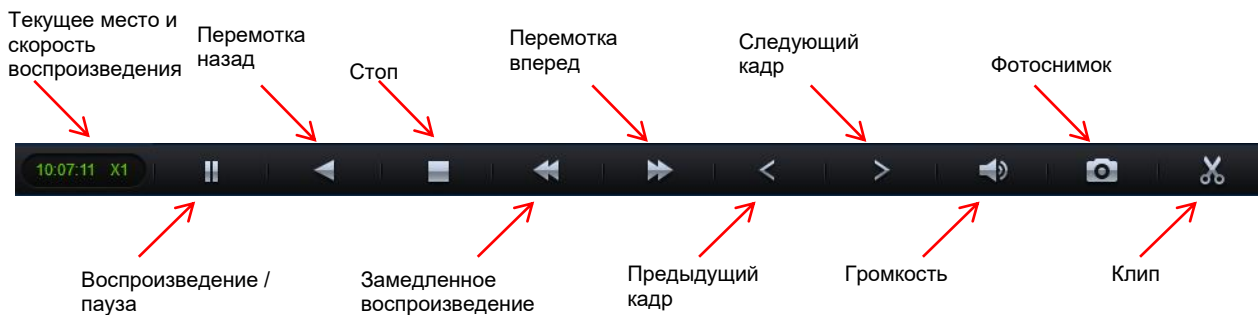 Текущее место и
скорость
воспроизведения
Перемотка
назад
Стоп
Перемотка
вперед
Следующий
кадр
Фотоснимок
10:07:11 X1
Воспроизведение /
пауза
Замедленное
воспроизведение
Предыдущий
кадр
Громкость
Клип